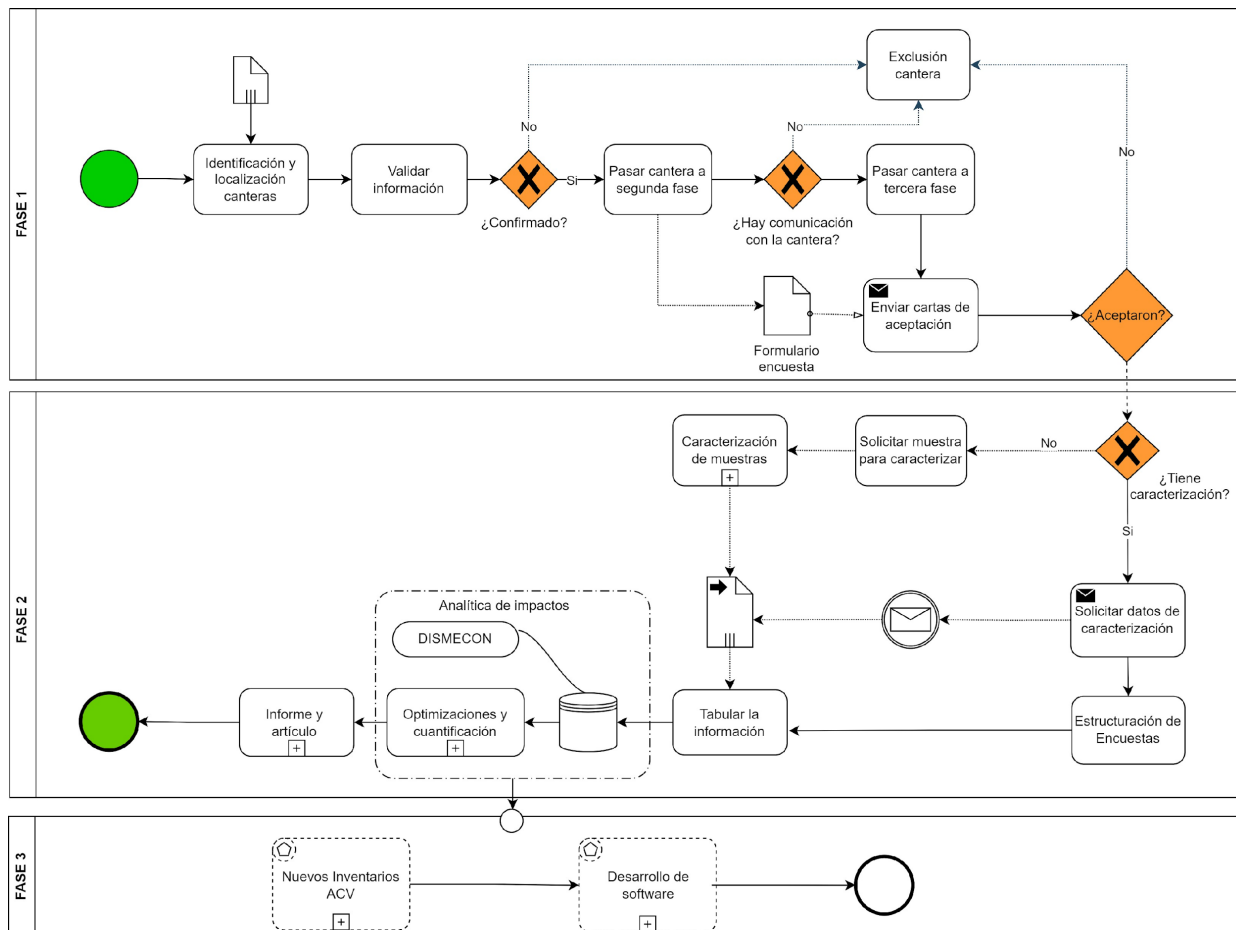 FASE 1
Exclusión
cantera
No
No
No
Identificación y
localización
canteras
Validar
información
Si
¿Confirmado?
Pasar cantera a
segunda fase
¿Hay comunicación
con la cantera?
Pasar cantera a
tercera fase
Formulario
encuesta
Enviar cartas de
aceptación
¿Aceptaron?
FASE 2
Caracterización
de muestras
Solicitar muestra
para caracterizar
No
¿Tiene
caracterización?
Si
Solicitar datos de
caracterización
Analítica de impactos
DISMECON
Informe y
artículo
Optimizaciones y
cuantificación
Tabular la
información
Estructuración de
Encuestas
FASE 3
Nuevos Inventarios
ACV
Desarrollo de
software